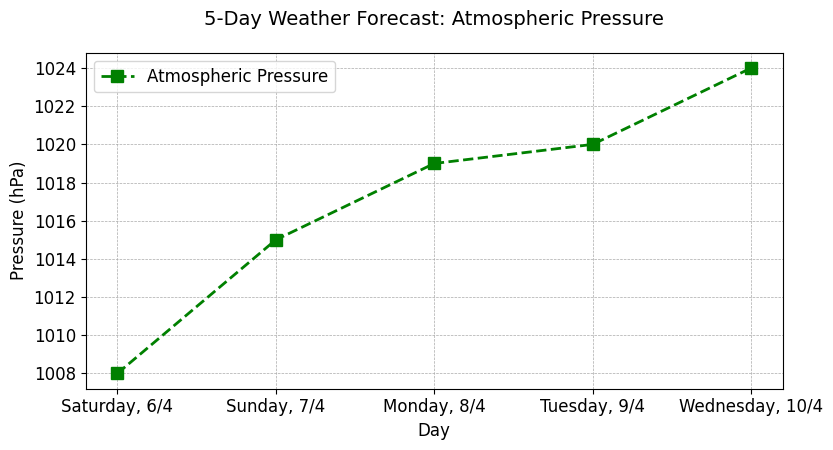 5-Day Weather Forecast: Atmospheric Pressure
Atmospheric Pressure
Pressure (hPa)
1024
1022
1020
1018
1016
1014
1012
1010
1008
Saturday, 6/4
Sunday, 7/4
Monday, 8/4
Tuesday, 9/4
Wednesday, 10/4
Day